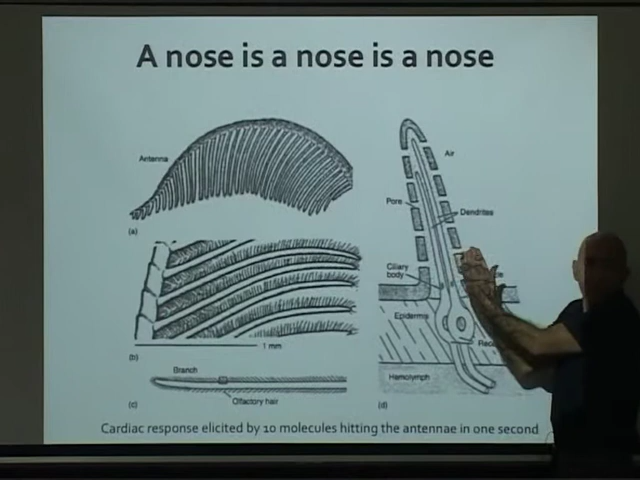 A nose is a nose is a nose
Antenna
(a)
(b)
1 mm
Branch
(c)
Olfactory hair
Air
Pore
Dendrites
Ciliary
body
Epidermis
Hemolymph
(d)
Cardiac response elicited by 10 molecules hitting the antennae in one second